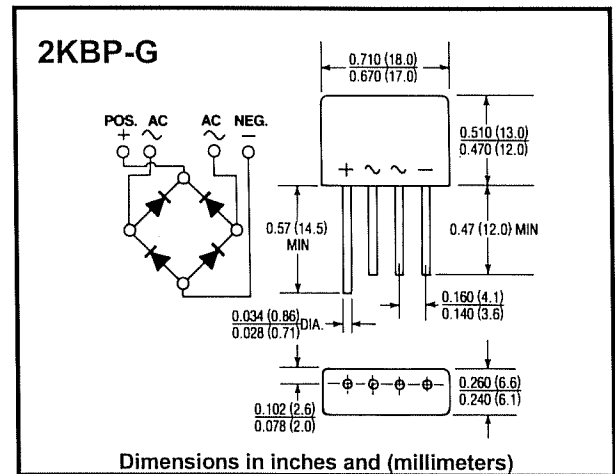 2KBP-G
0.710 (18.0)
0.670 (17.0)
POS. AC AC NEG.
+ ~ ~ −
0.510 (13.0)
0.470 (12.0)
+ ~ ~ −
0.57 (14.5)
MIN
0.47 (12.0) MIN
0.160 (4.1)
0.140 (3.6)
0.034 (0.86)
0.028 (0.71) DIA.
0.260 (6.6)
0.240 (6.1)
0.102 (2.6)
0.078 (2.0)
Dimensions in inches and (millimeters)